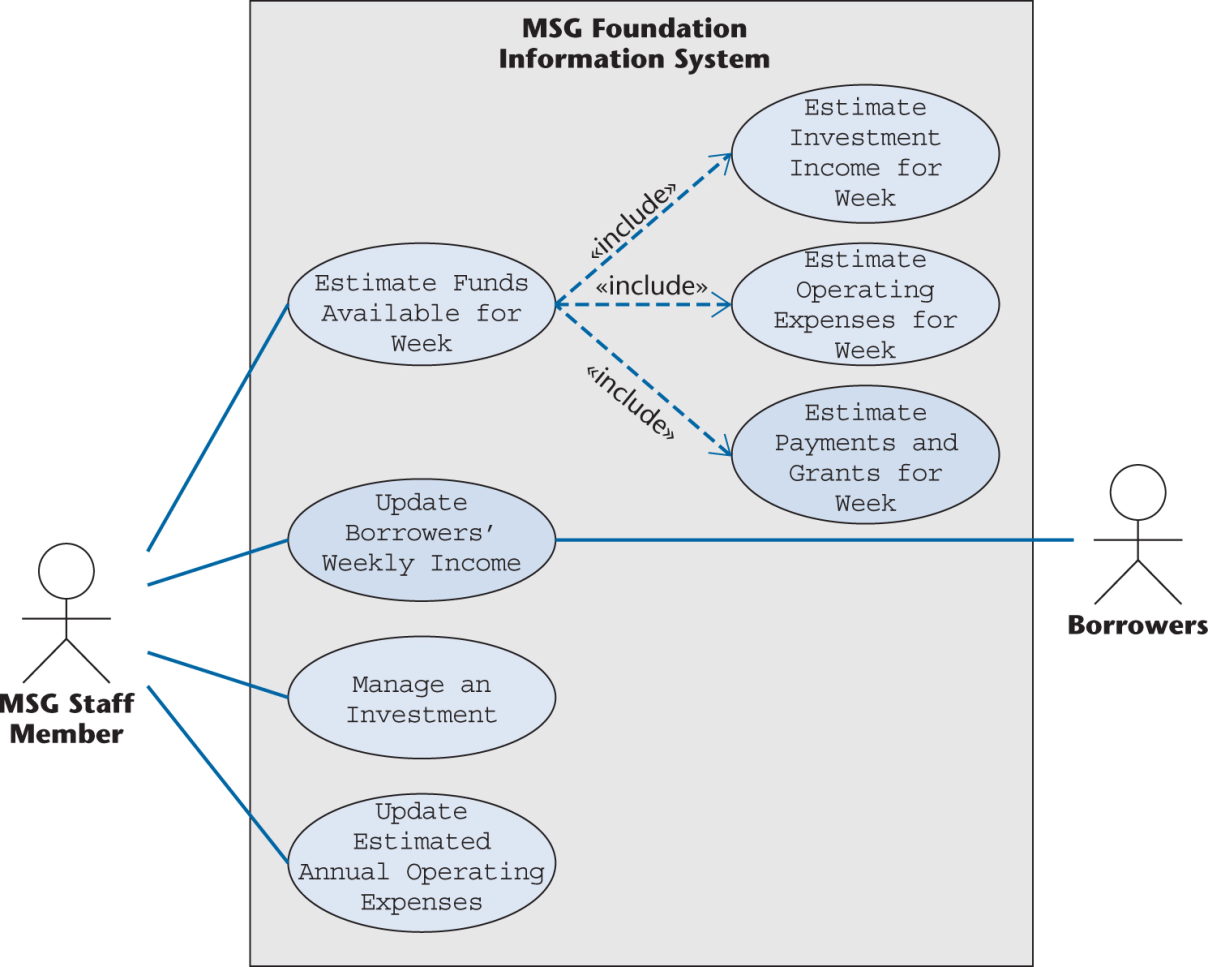 MSG Foundation
Information System
Estimate
Investment
Income for
Week
«include»
Estimate Funds
Available for
Week
«include»
Estimate
Operating
Expenses for
Week
«include»
Estimate
Payments and
Grants for
Week
Update
Borrowers’
Weekly Income
Borrowers
MSG Staff
Member
Manage an
Investment
Update
Estimated
Annual Operating
Expenses